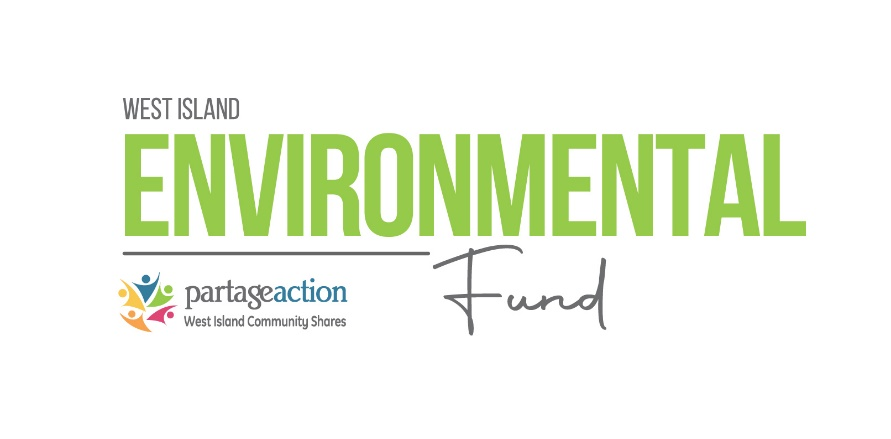 WEST ISLAND
ENVIRONMENTAL
Fund
partageaction
West Island Community Shares